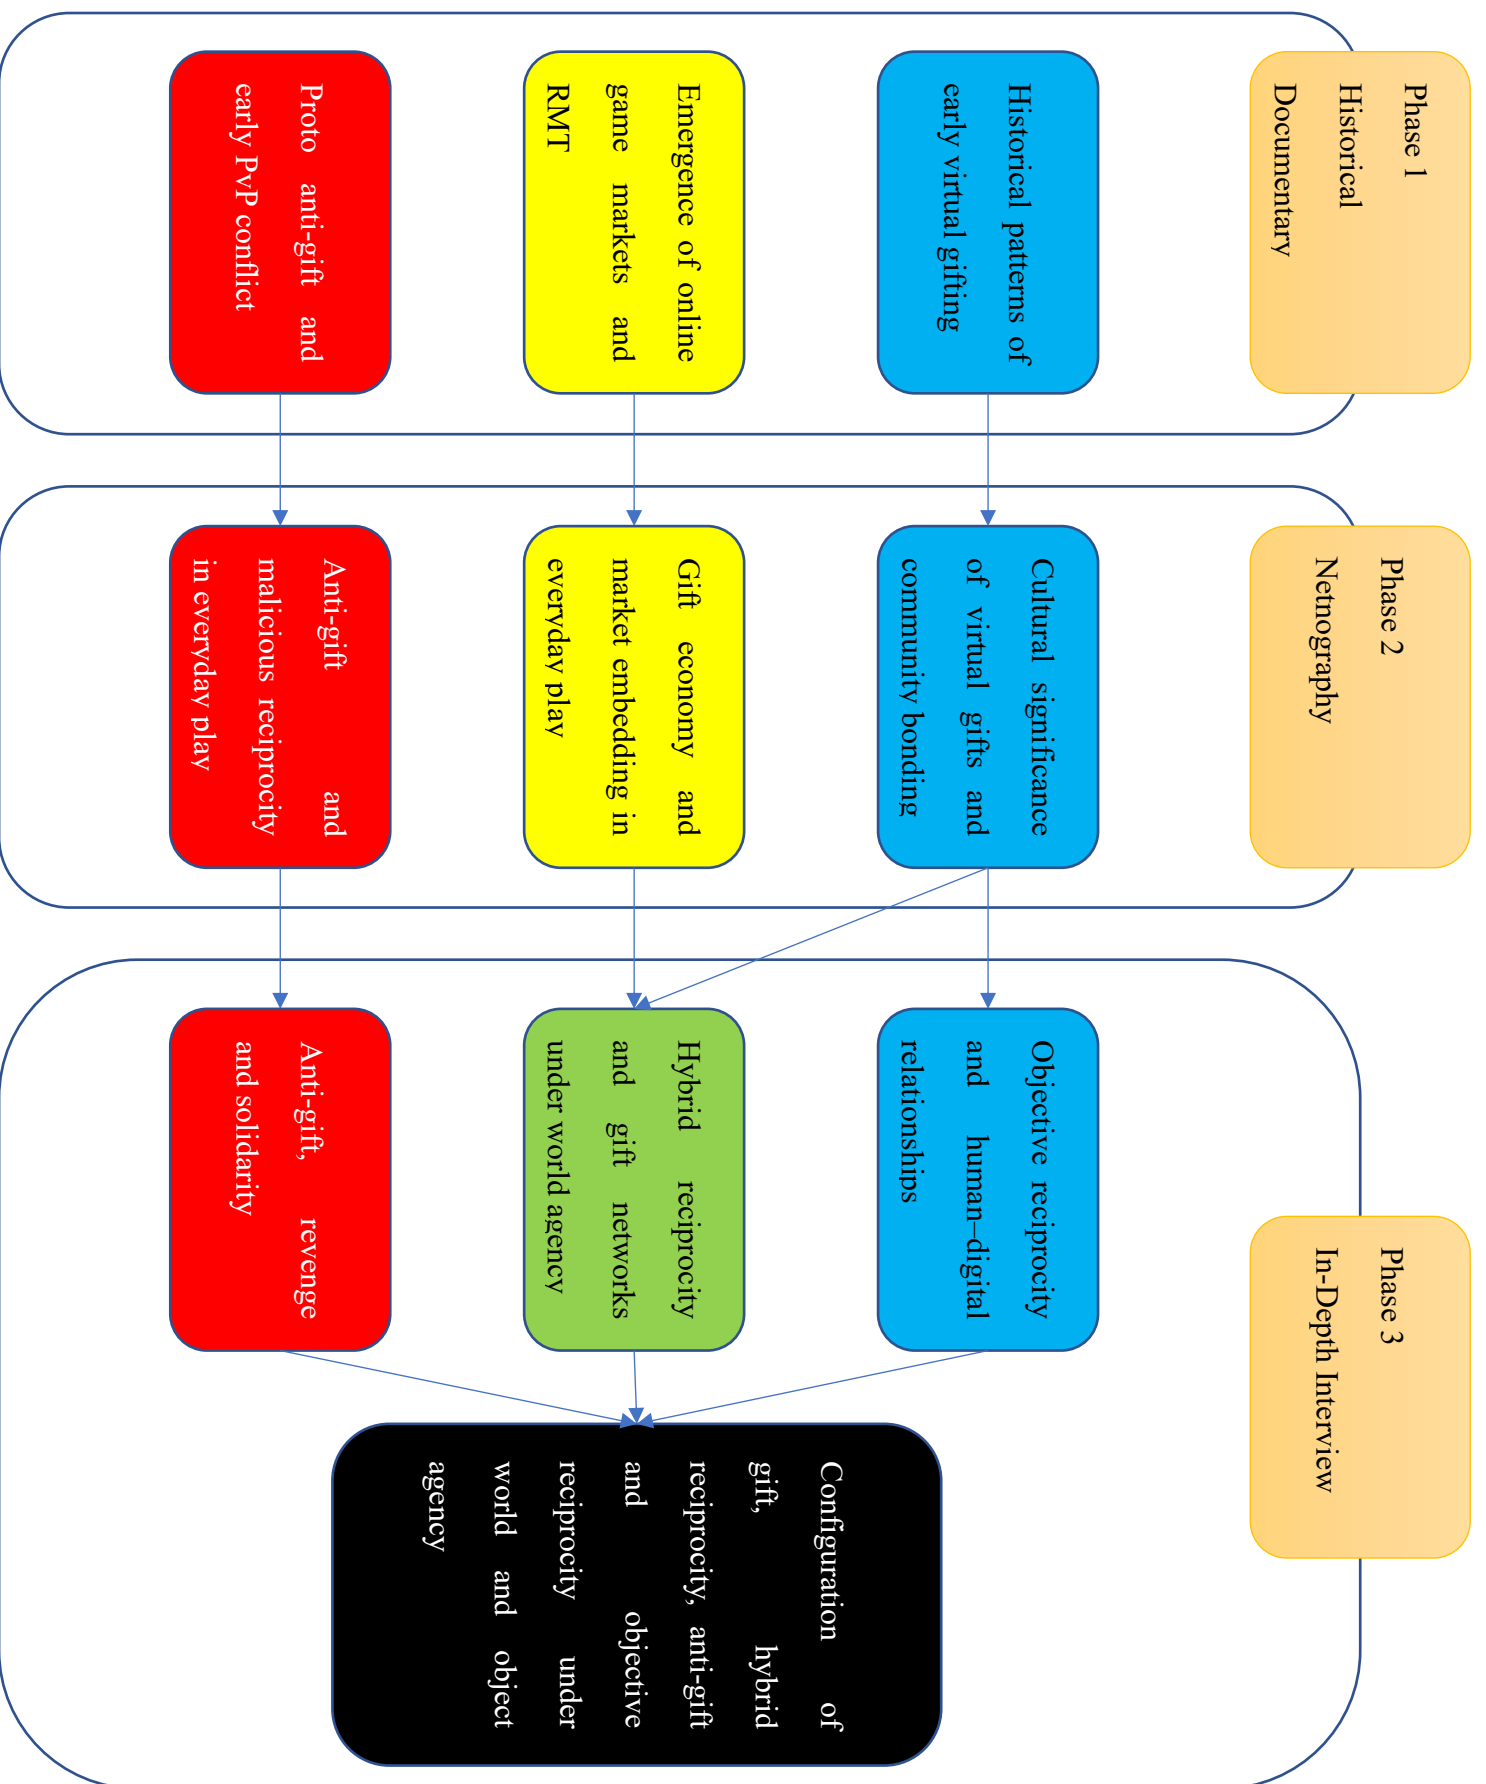 Phase 1
Historical
Documentary
Historical patterns of
early virtual gifting
Emergence of online
game markets and
RMT
Proto anti-gift and
early PvP conflict
Phase 2
Netnography
Cultural significance
of virtual gifts and
community bonding
Gift economy and
market embedding in
everyday play
Anti-gift and
malicious reciprocity
in everyday play
Phase 3
In-Depth Interview
Objective reciprocity
and human–digital
relationships
Hybrid reciprocity
and gift networks
under world agency
Anti-gift, revenge
and solidarity
Configuration of
gift, hybrid
reciprocity, anti-gift
and objective
reciprocity under
world and object
agency